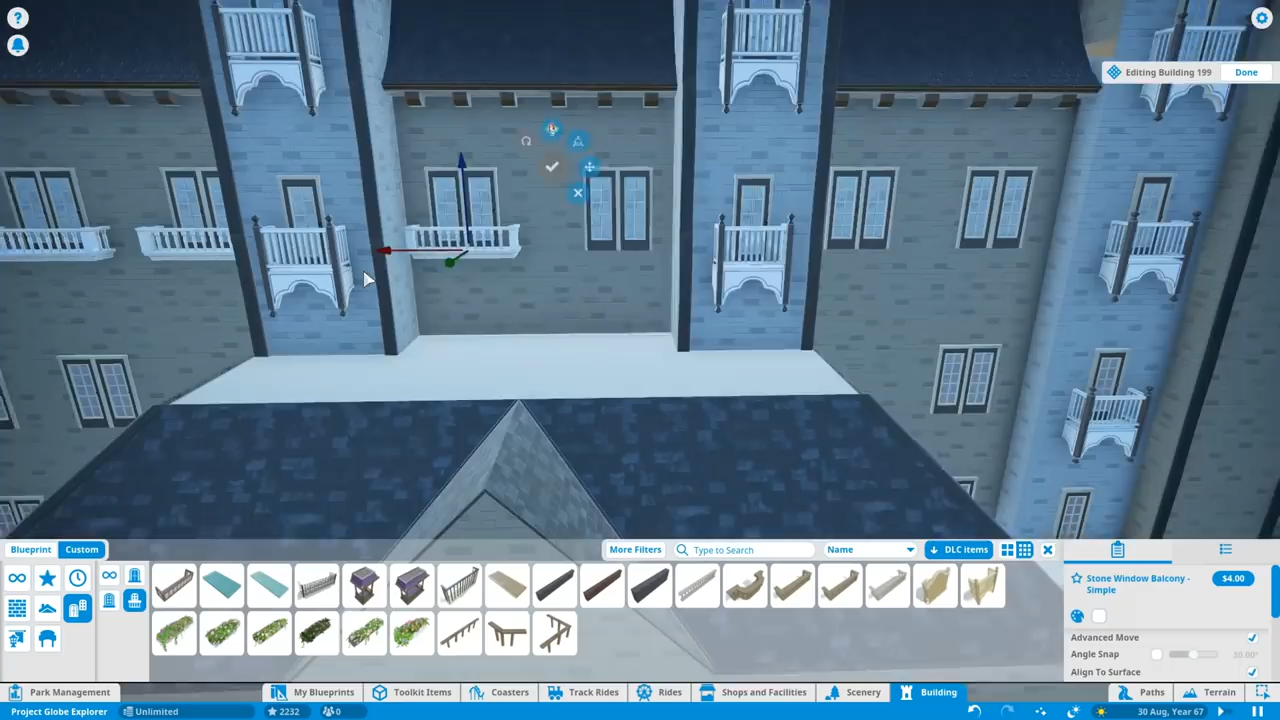 ?
Editing Building 199 Done
Blueprint Custom
More Filters Type to Search Name DLC items
Stone Window Balcony - Simple $4.00
Advanced Move
Angle Snap 30.00°
Align To Surface
Park Management My Blueprints Toolkit Items Coasters Track Rides Rides Shops and Facilities Scenery Building Paths Terrain
Project Globe Explorer Unlimited 2232 0 30 Aug, Year 67